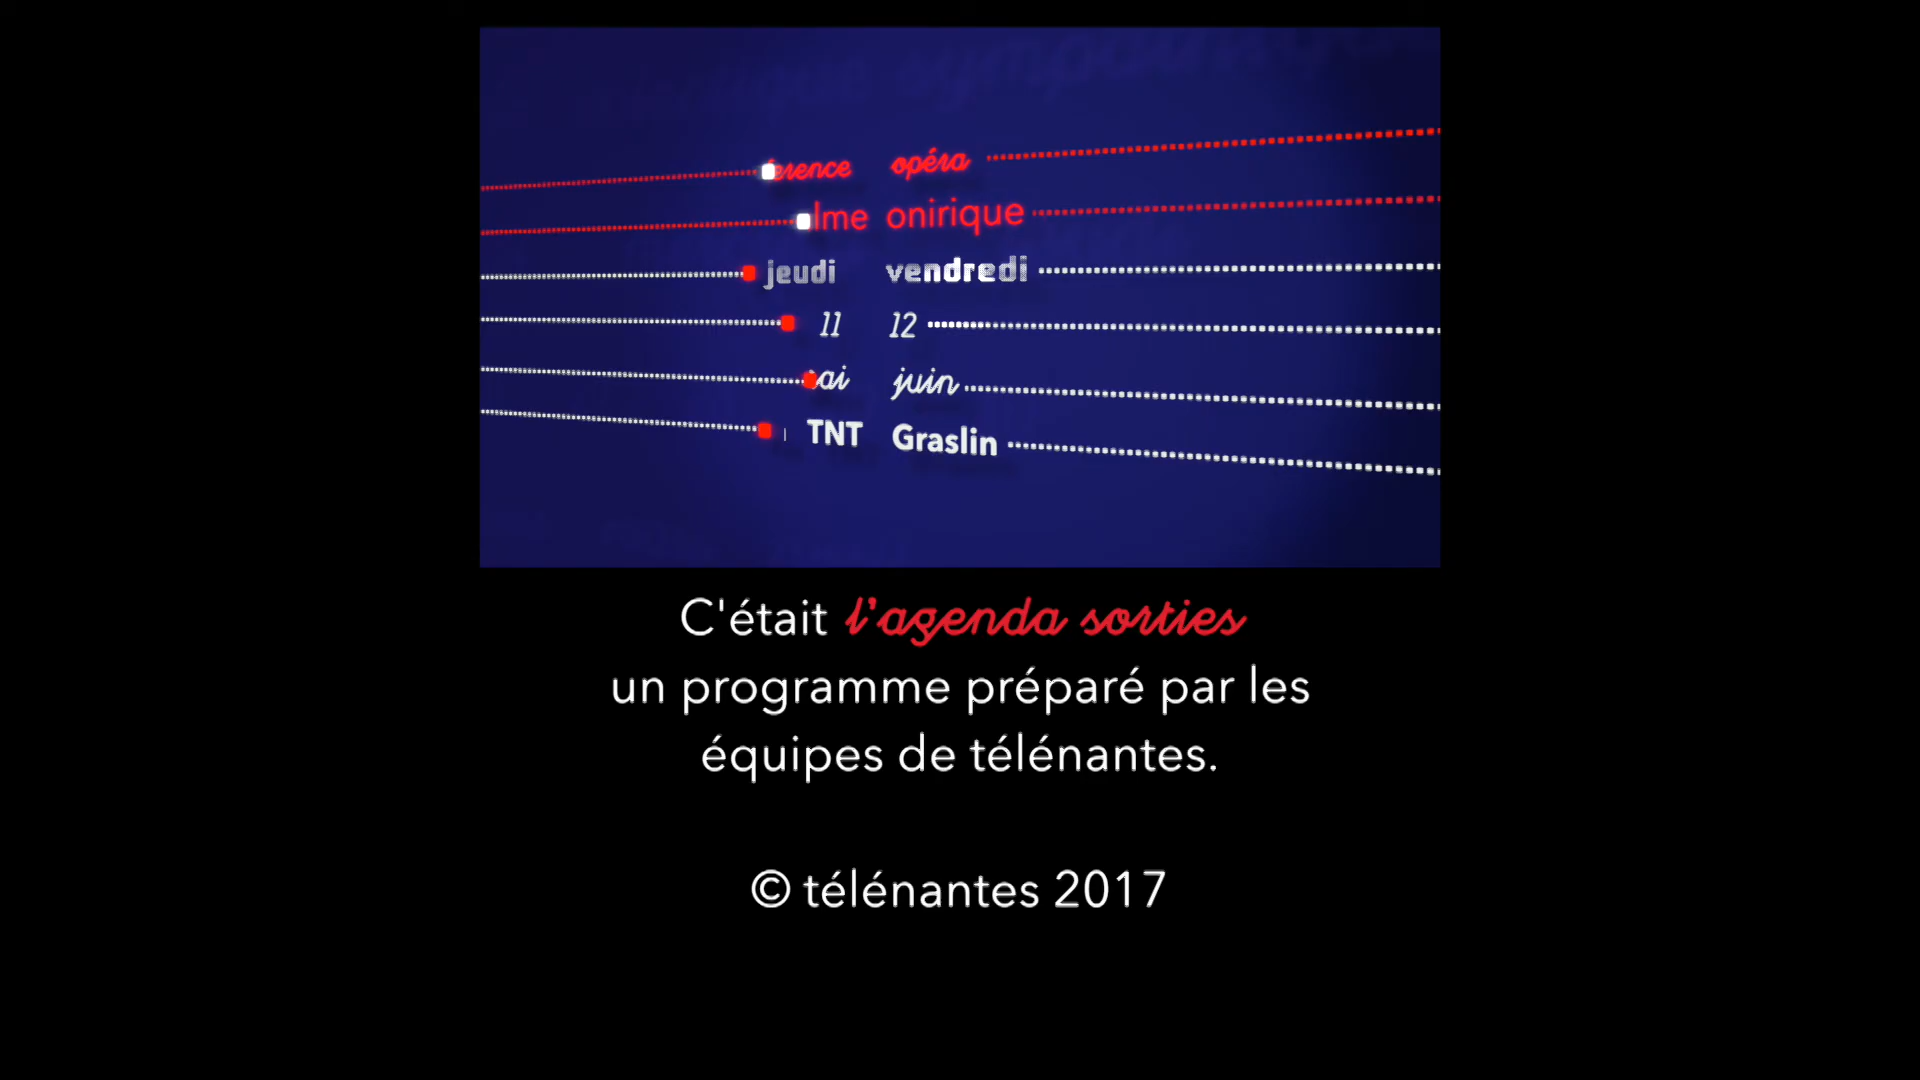 opéra
onirique
jeudi vendredi
11 12
juin
TNT Graslin
C'était l'agenda sorties
un programme préparé par les
équipes de télénantes.
© télénantes 2017